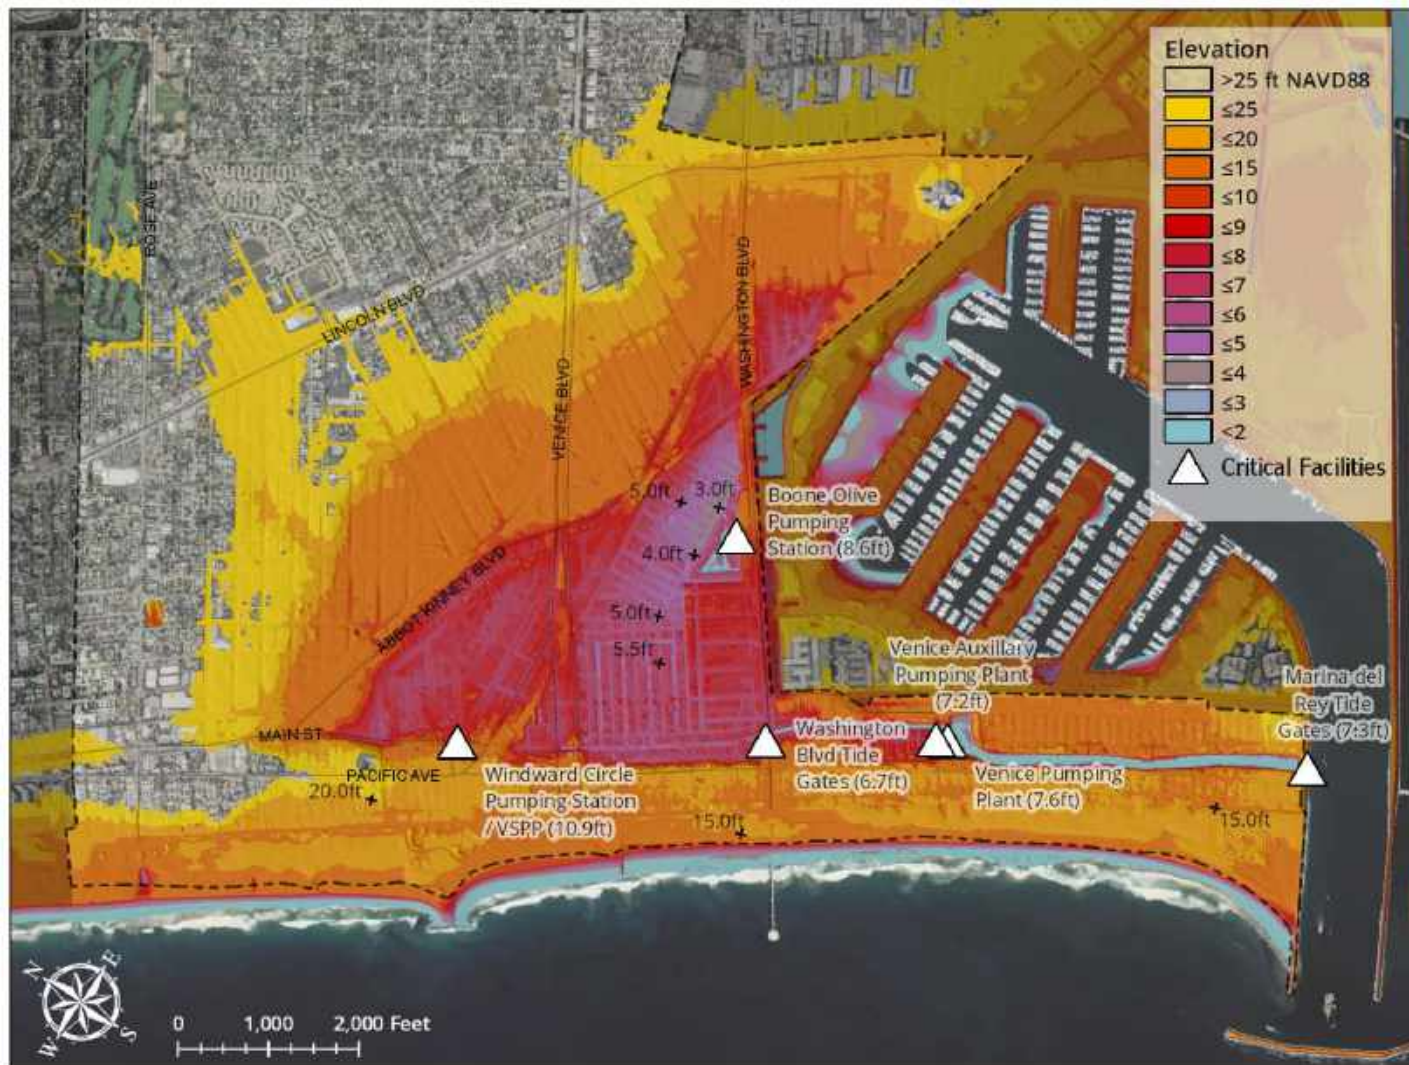 Elevation
>25 ft NAVD88
≤25
≤20
≤15
≤10
≤9
≤8
≤7
≤6
≤5
≤4
≤3
<2
Critical Facilities
ROSE AVE
LINCOLN BLVD
VENICE BLVD
WASHINGTON BLVD
ABBOT KINNEY BLVD
MAIN ST
PACIFIC AVE
5.0ft
3.0ft
4.0ft
5.0ft
5.5ft
Boone Olive
Pumping
Station (8.6ft)
Venice Auxillary
Pumping Plant
(7.2ft)
Marina del
Rey Tide
Gates (7.3ft)
Washington
Blvd Tide
Gates (6.7ft)
Venice Pumping
Plant (7.6ft)
Windward Circle
Pumping Station
/ VSPP (10.9ft)
20.0ft
15.0ft
15.0ft
N
E
W
S
0 1,000 2,000 Feet